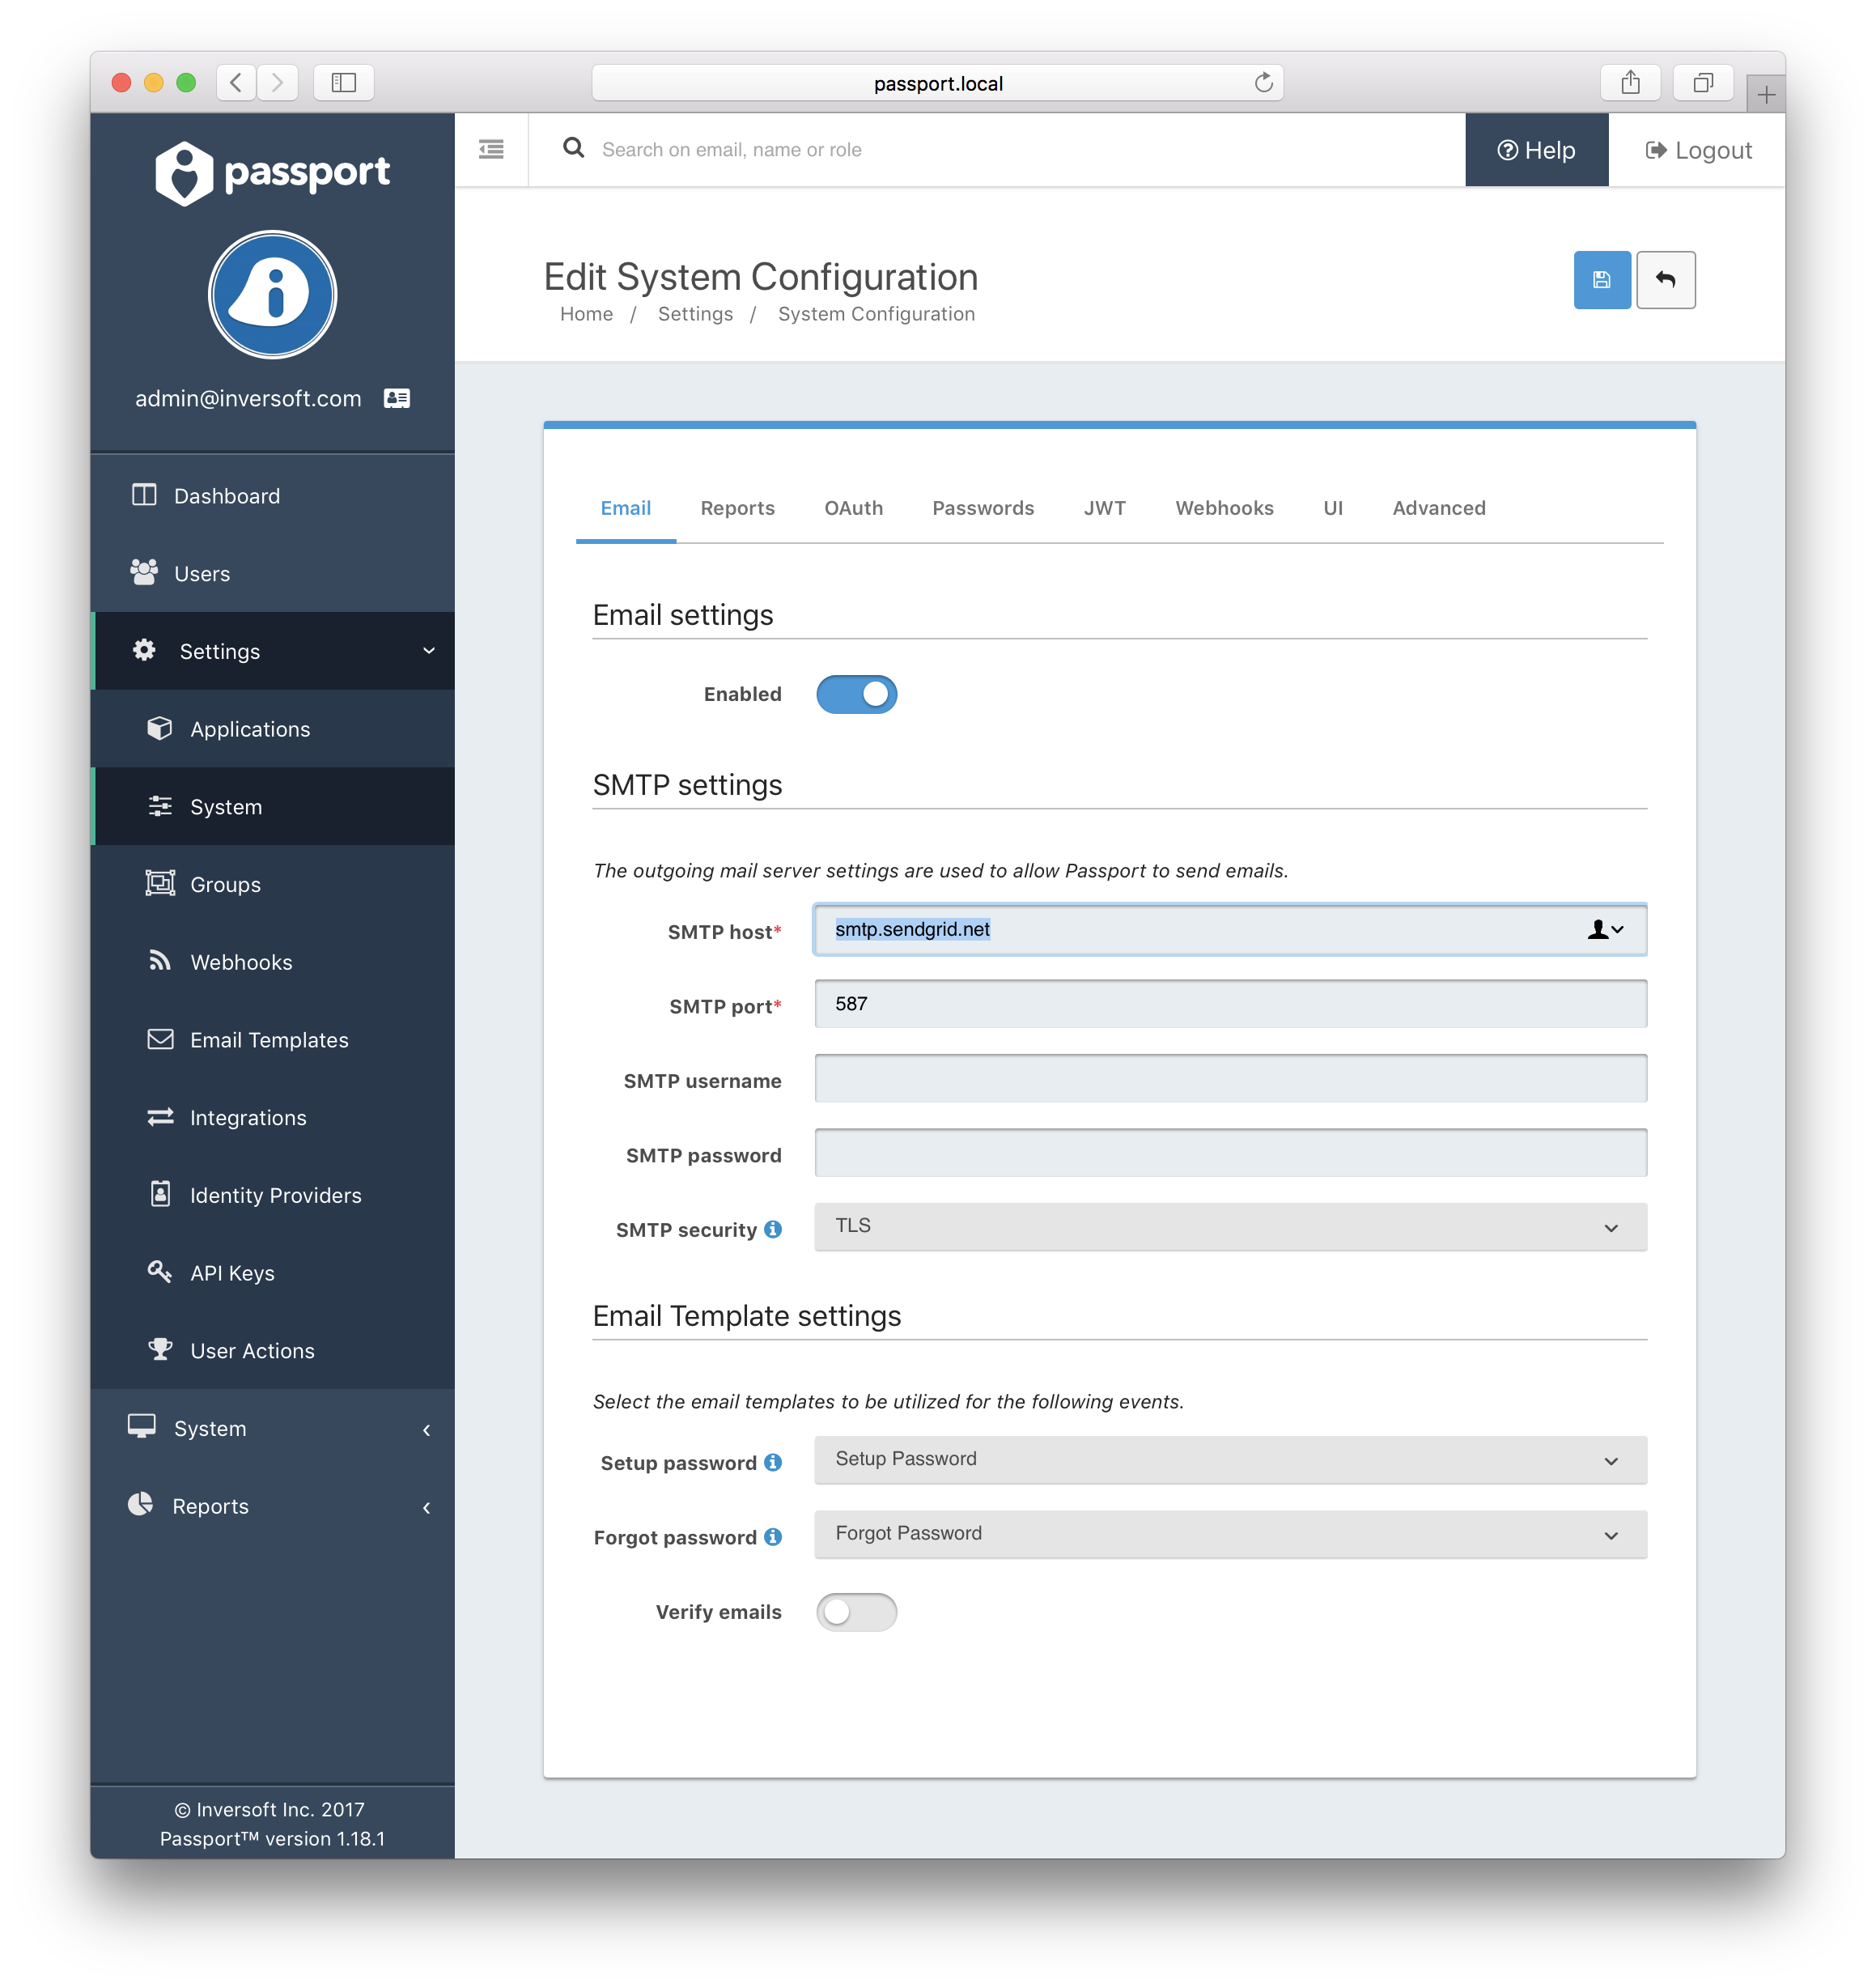 passport.local
passport
admin@inversoft.com
Dashboard
Users
Settings
Applications
System
Groups
Webhooks
Email Templates
Integrations
Identity Providers
API Keys
User Actions
System
Reports
© Inversoft Inc. 2017
Passport™ version 1.18.1
Search on email, name or role
Help
Logout
Edit System Configuration
Home / Settings / System Configuration
Email Reports OAuth Passwords JWT Webhooks UI Advanced
Email settings
Enabled
SMTP settings
The outgoing mail server settings are used to allow Passport to send emails.
SMTP host* smtp.sendgrid.net
SMTP port* 587
SMTP username
SMTP password
SMTP security TLS
Email Template settings
Select the email templates to be utilized for the following events.
Setup password Setup Password
Forgot password Forgot Password
Verify emails